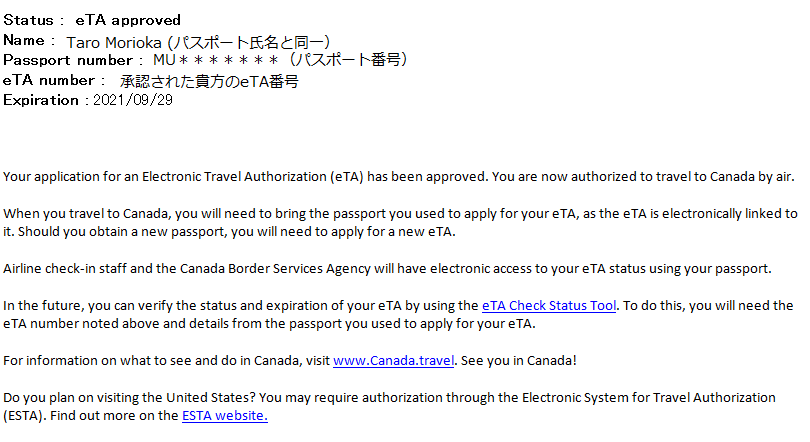 Status : eTA approved
Name : Taro Morioka (パスポート氏名と同一)
Passport number : MU＊＊＊＊＊＊＊（パスポート番号）
eTA number : 承認された貴方のeTA番号
Expiration : 2021/09/29
Your application for an Electronic Travel Authorization (eTA) has been approved. You are now authorized to travel to Canada by air.
When you travel to Canada, you will need to bring the passport you used to apply for your eTA, as the eTA is electronically linked to
it. Should you obtain a new passport, you will need to apply for a new eTA.
Airline check-in staff and the Canada Border Services Agency will have electronic access to your eTA status using your passport.
In the future, you can verify the status and expiration of your eTA by using the eTA Check Status Tool. To do this, you will need the
eTA number noted above and details from the passport you used to apply for your eTA.
For information on what to see and do in Canada, visit www.Canada.travel. See you in Canada!
Do you plan on visiting the United States? You may require authorization through the Electronic System for Travel Authorization
(ESTA). Find out more on the ESTA website.